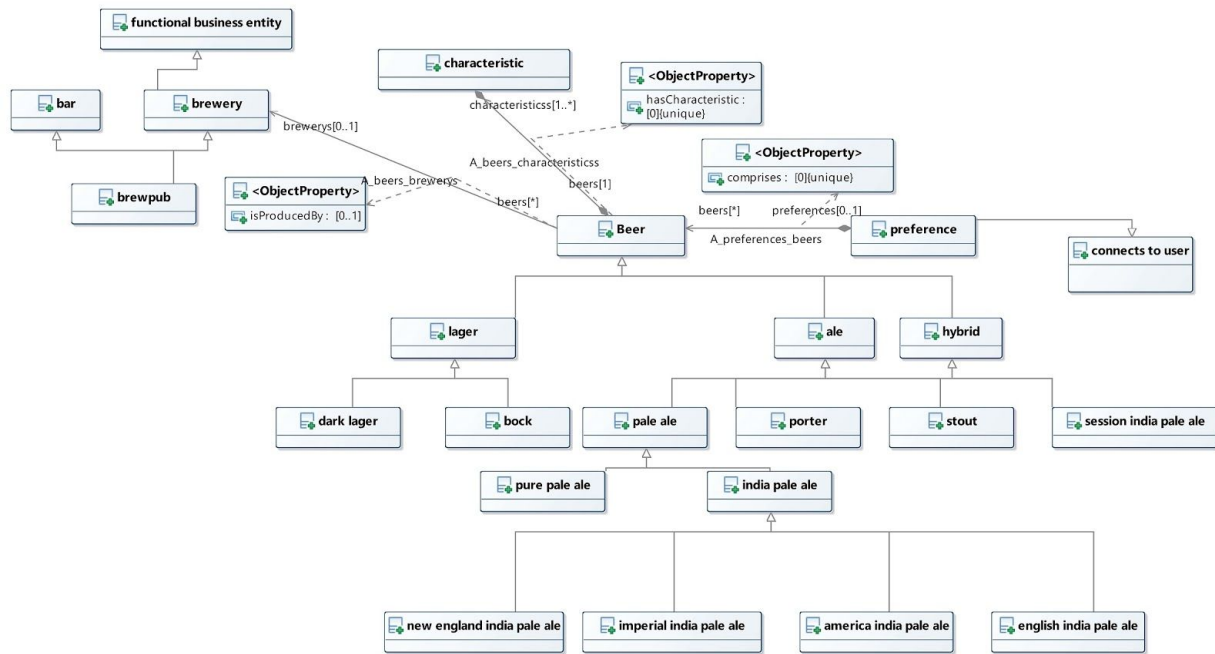 functional business entity
characteristic
<ObjectProperty>
hasCharacteristic :
[0]{unique}
bar
brewery
characteristicss[1..*]
brewerys[0..1]
<ObjectProperty>
comprises : [0]{unique}
A_beers_characteristicss
brewpub
<ObjectProperty>
isProducedBy : [0..1]
A_beers_brewerys
beers[1]
beers[*]
beers[*]
preferences[0..1]
Beer
preference
A_preferences_beers
connects to user
lager
ale
hybrid
dark lager
bock
pale ale
porter
stout
session india pale ale
pure pale ale
india pale ale
new england india pale ale
imperial india pale ale
america india pale ale
english india pale ale